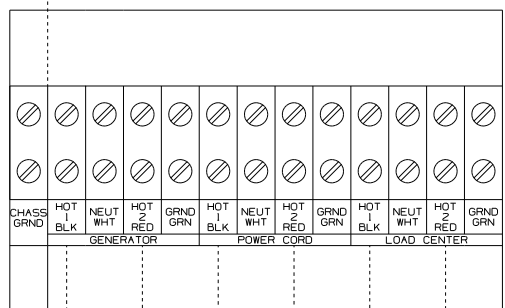 CHASS GRND
HOT 1 BLK
NEUT WHT
HOT 2 RED
GRND GRN
HOT 1 BLK
NEUT WHT
HOT 2 RED
GRND GRN
HOT 1 BLK
NEUT WHT
HOT 2 RED
GRND GRN
GENERATOR
POWER CORD
LOAD CENTER